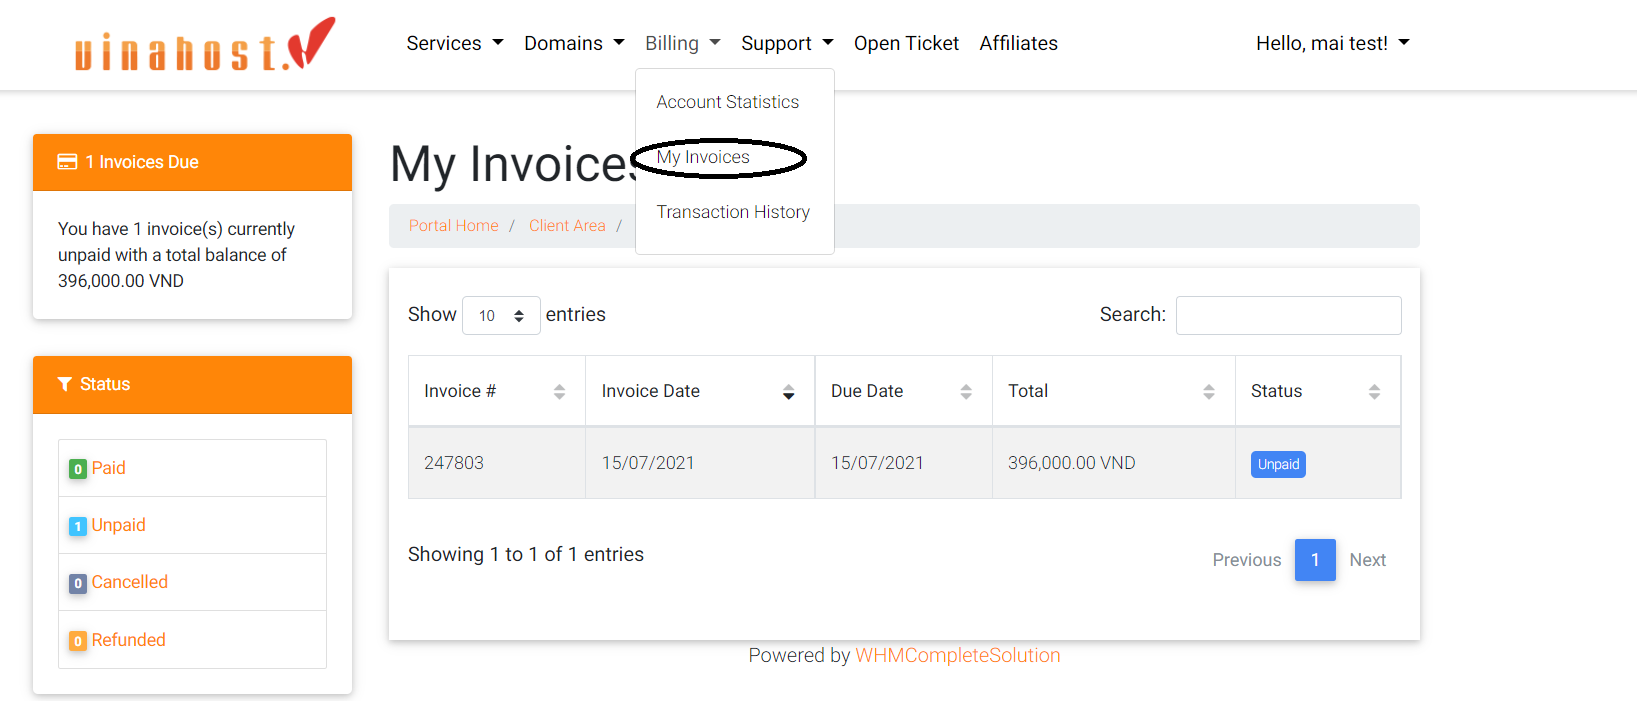 vinahost.
Services Domains Billing Support Open Ticket Affiliates Hello, mai test!
Account Statistics
My Invoices
Transaction History
1 Invoices Due
You have 1 invoice(s) currently
unpaid with a total balance of
396,000.00 VND
Status
0 Paid
1 Unpaid
0 Cancelled
0 Refunded
My Invoices
Portal Home / Client Area /
Show 10 entries Search:
Invoice # Invoice Date Due Date Total Status
247803 15/07/2021 15/07/2021 396,000.00 VND Unpaid
Showing 1 to 1 of 1 entries
Previous 1 Next
Powered by WHMCompleteSolution